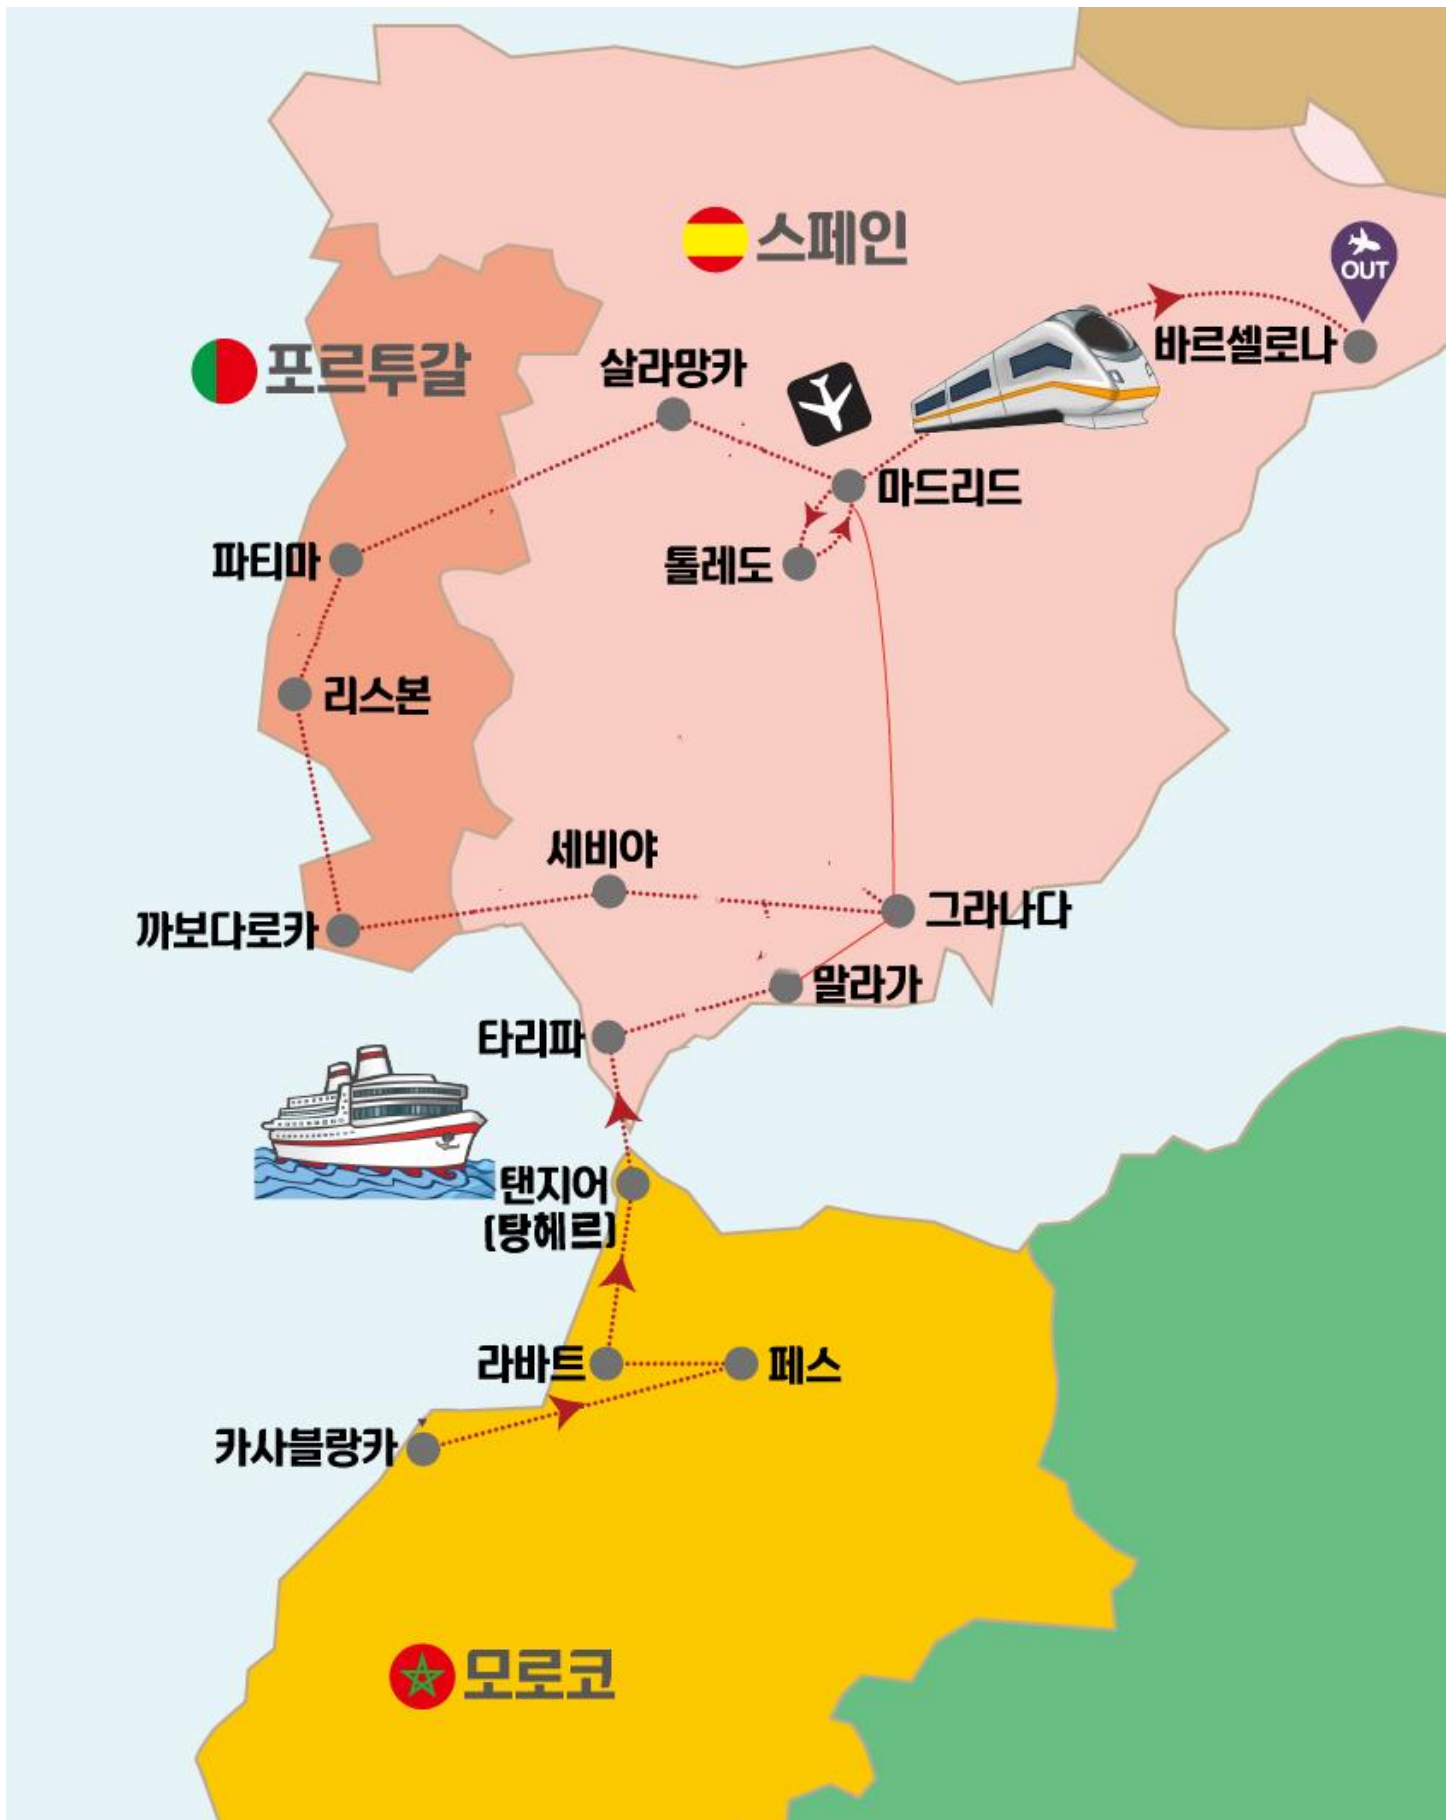 스페인
OUT
바르셀로나
포르투갈
살라망카
마드리드
파티마
톨레도
리스본
세비야
까보다로카
그라나다
말라가
타리파
탠지어
(탕헤르)
라바트
페스
카사블랑카
모로코